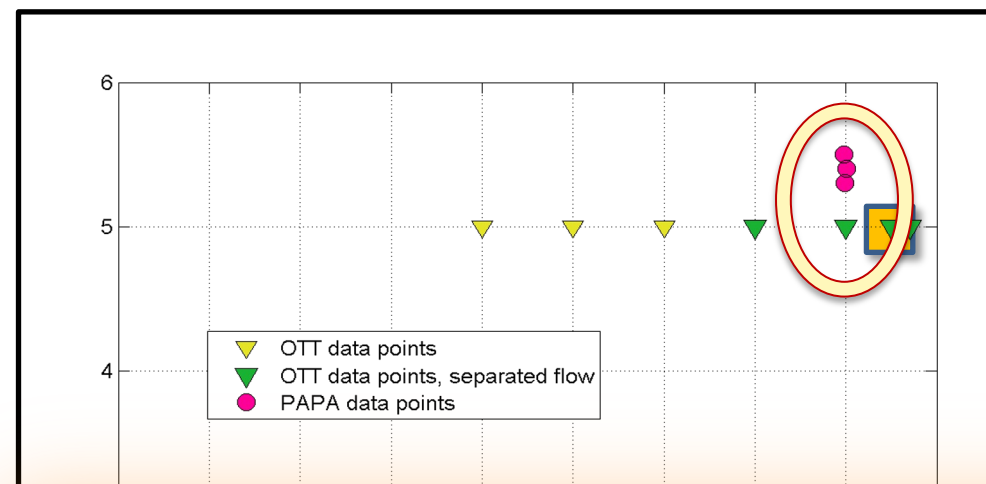 6
5
4
OTT data points
OTT data points, separated flow
PAPA data points